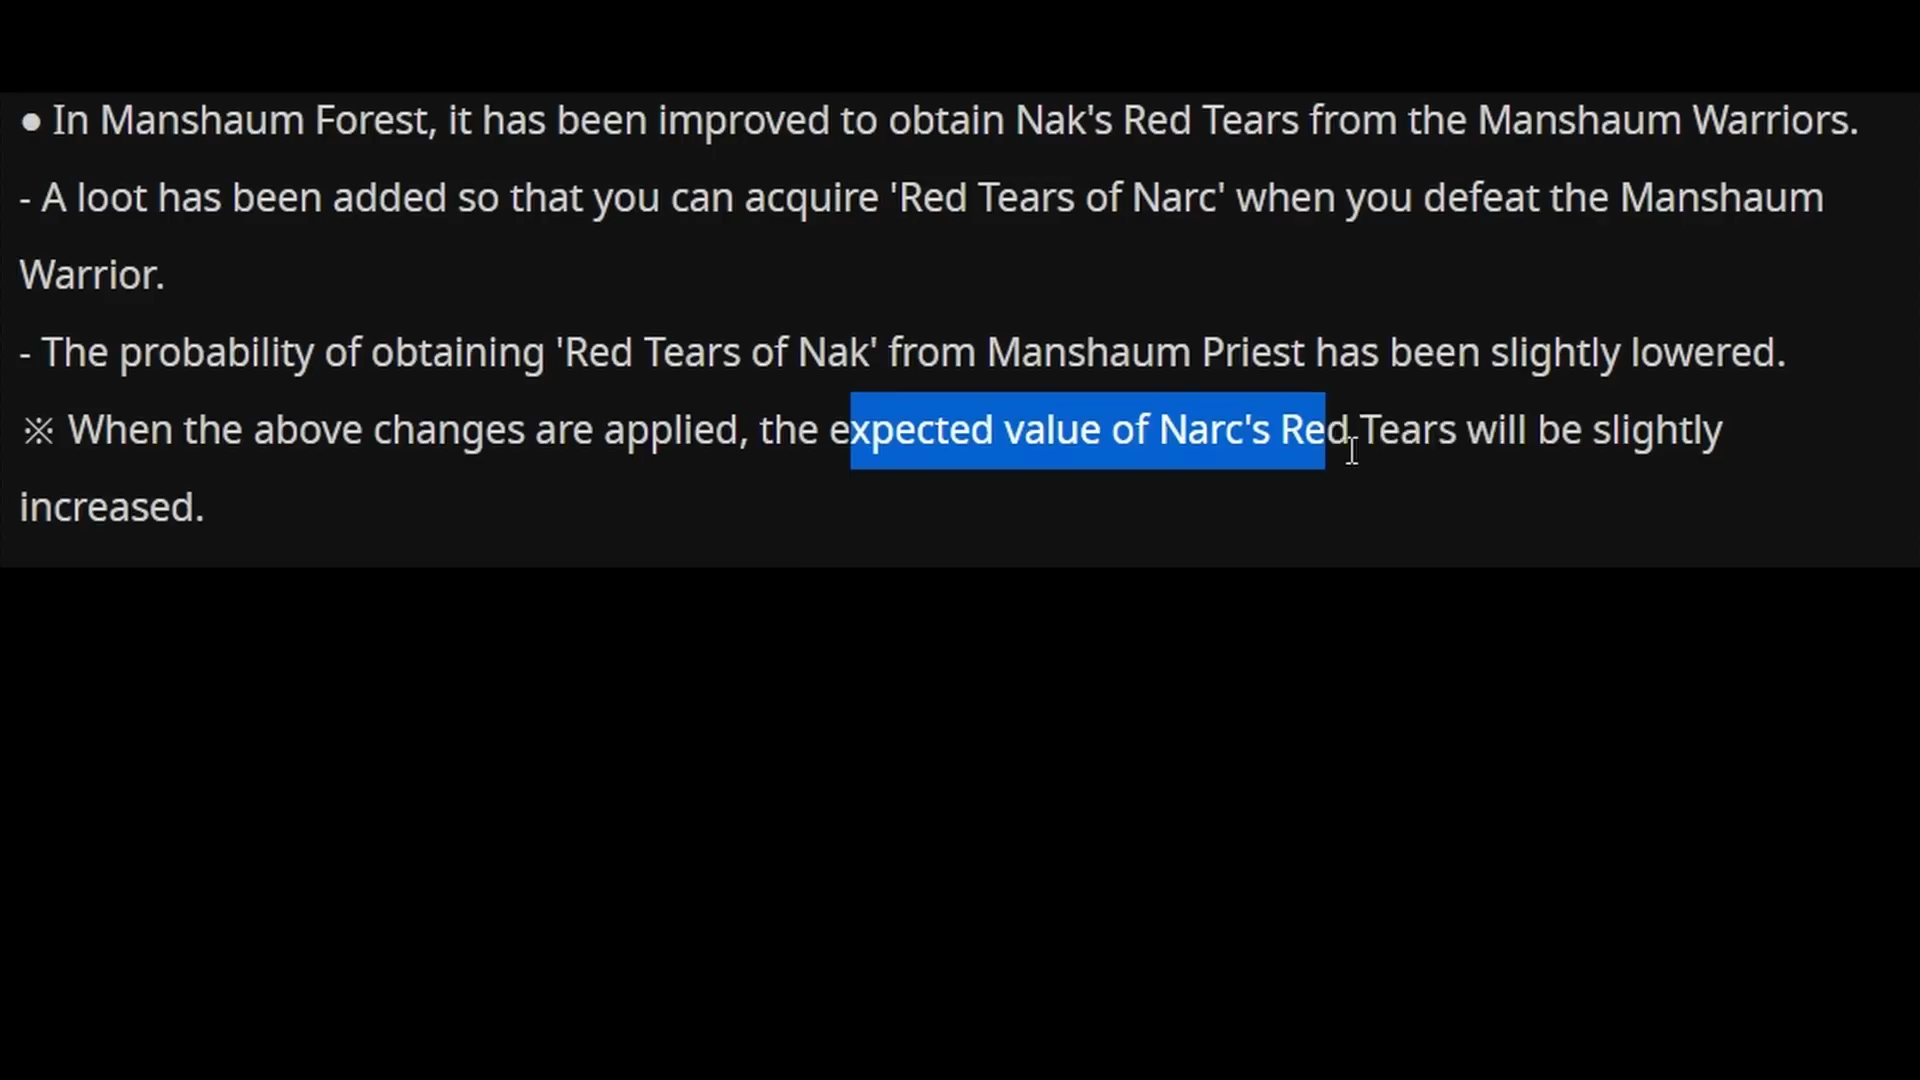 ● In Manshaum Forest, it has been improved to obtain Nak's Red Tears from the Manshaum Warriors.
- A loot has been added so that you can acquire 'Red Tears of Narc' when you defeat the Manshaum
Warrior.
- The probability of obtaining 'Red Tears of Nak' from Manshaum Priest has been slightly lowered.
※ When the above changes are applied, the expected value of Narc's Red Tears will be slightly
increased.